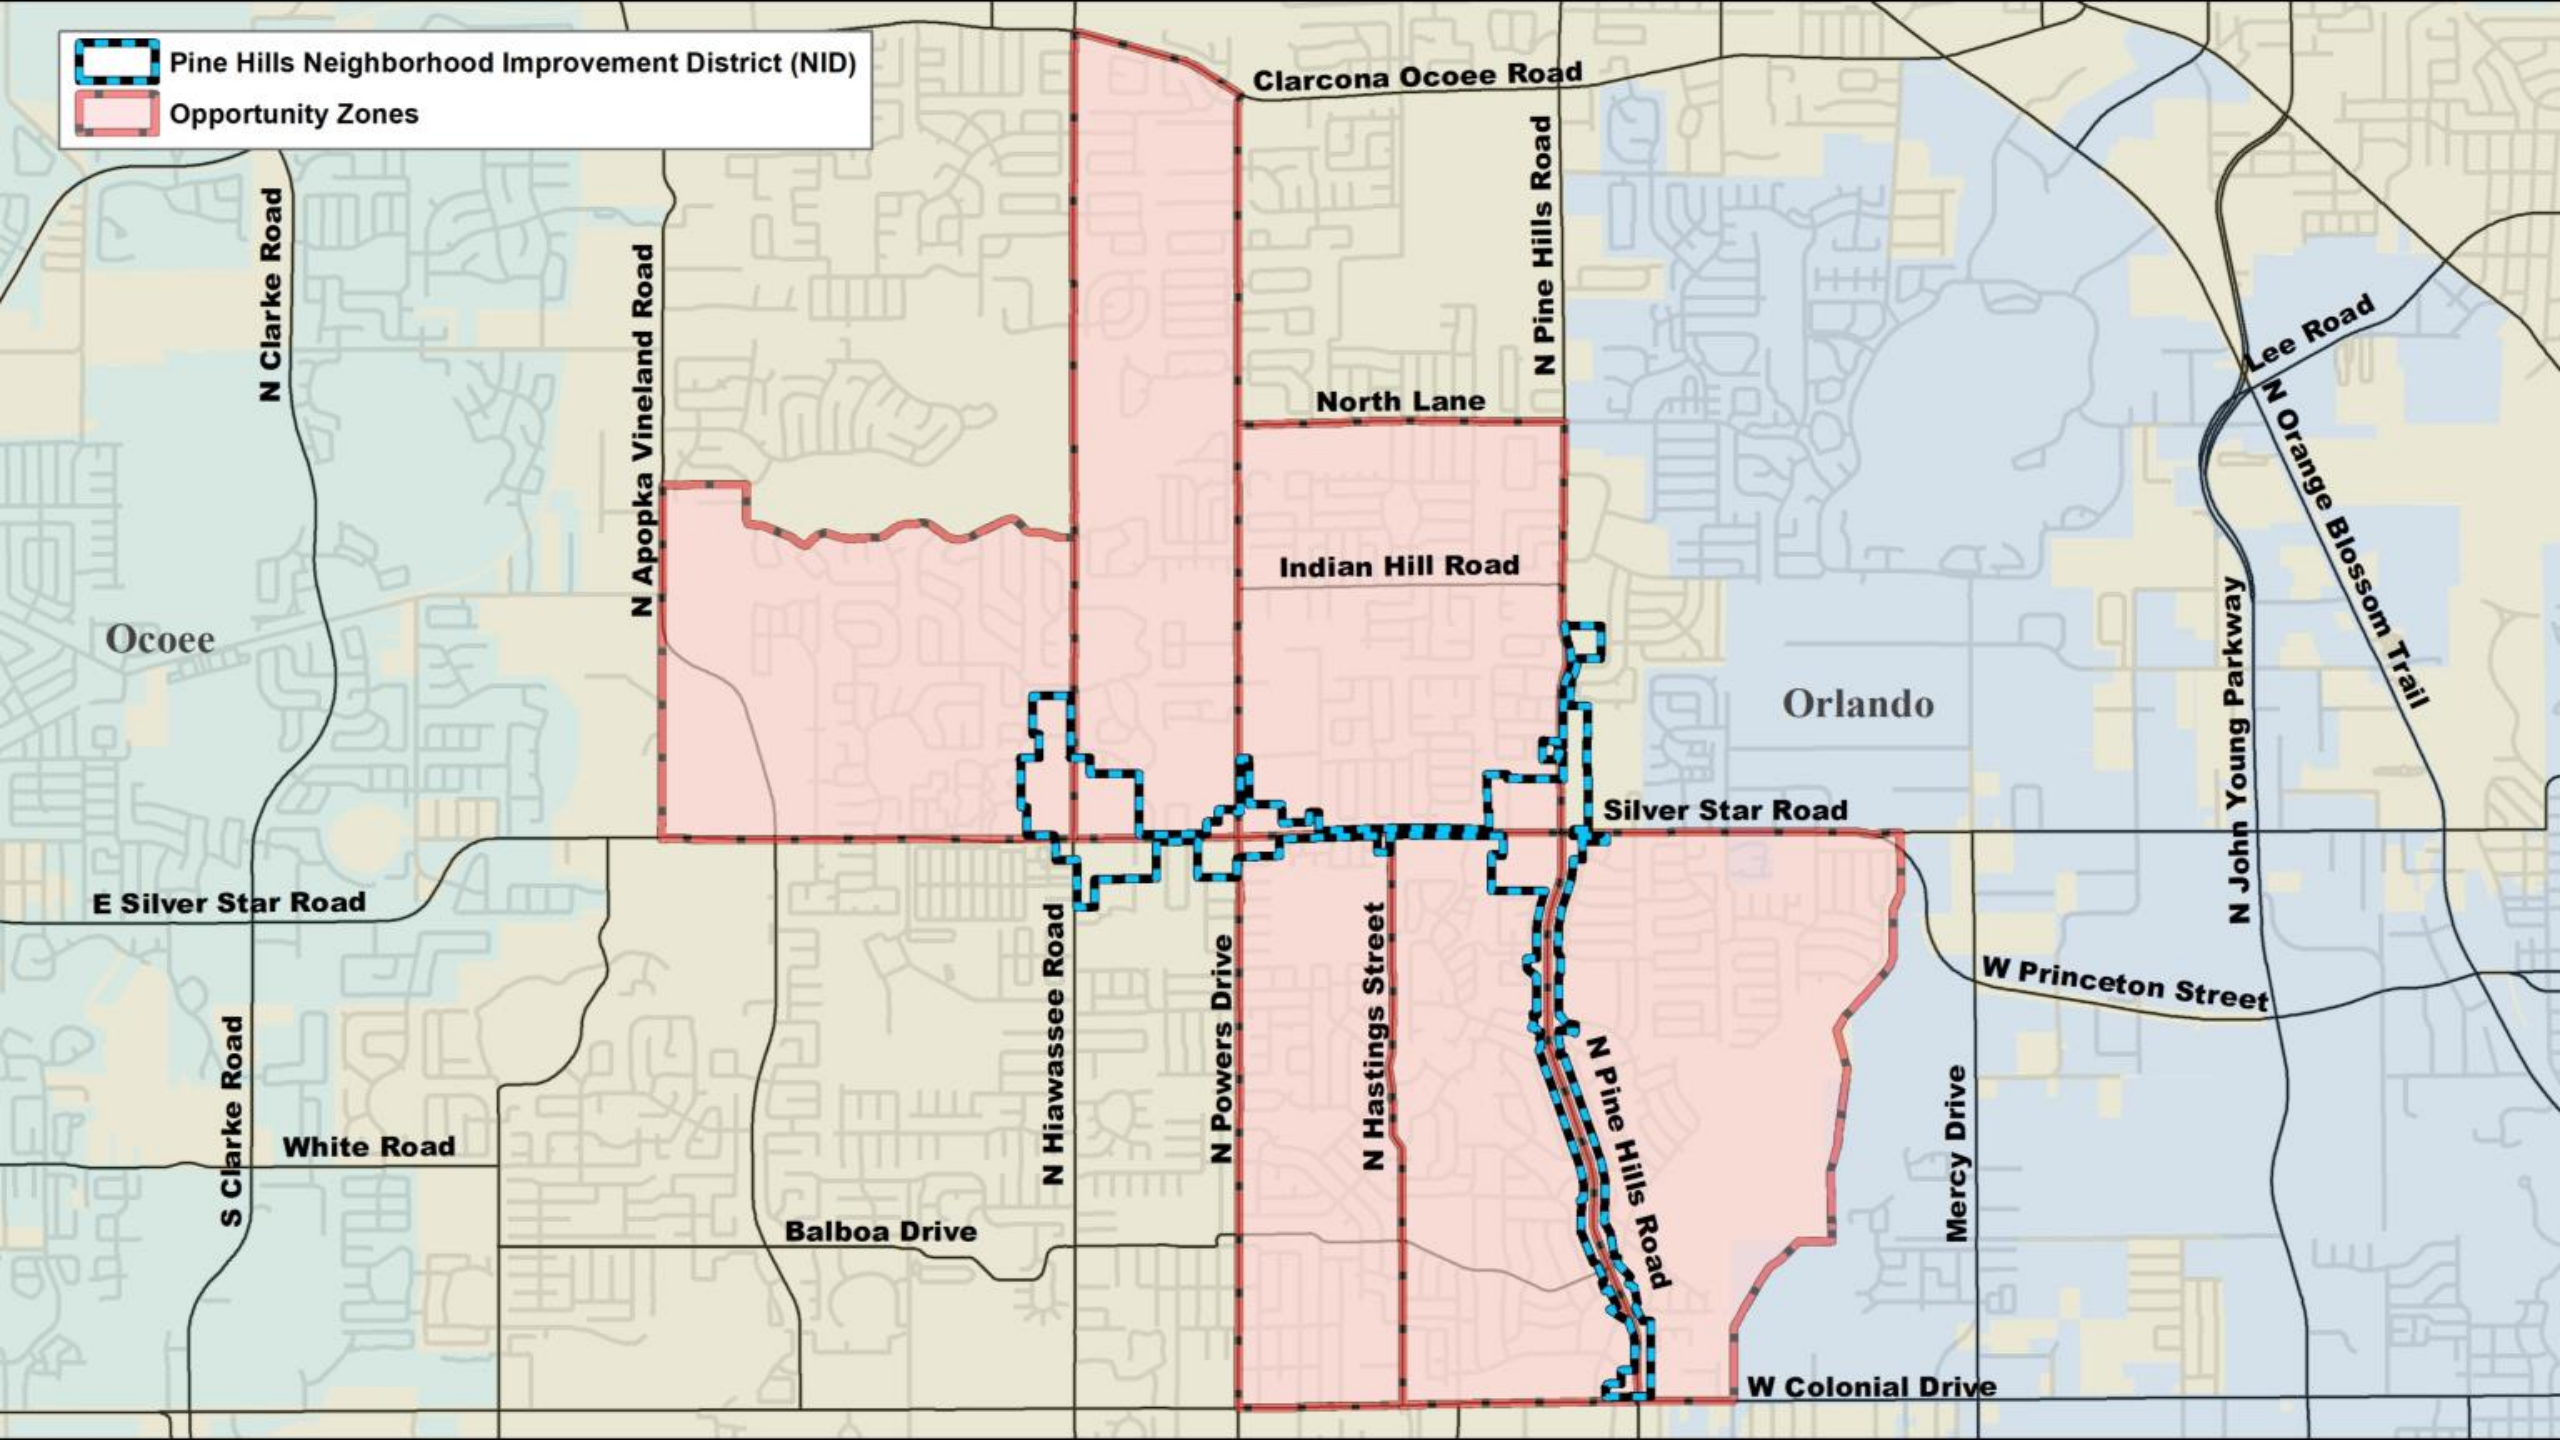 Pine Hills Neighborhood Improvement District (NID)
Opportunity Zones
Clarcona Ocoee Road
N Clarke Road
N Apopka Vineland Road
N Pine Hills Road
Lee Road
North Lane
N Orange Blossom Trail
Indian Hill Road
Ocoee
Orlando
N John Young Parkway
Silver Star Road
E Silver Star Road
N Hiawassee Road
N Powers Drive
N Hastings Street
W Princeton Street
S Clarke Road
White Road
N Pine Hills Road
Mercy Drive
Balboa Drive
W Colonial Drive